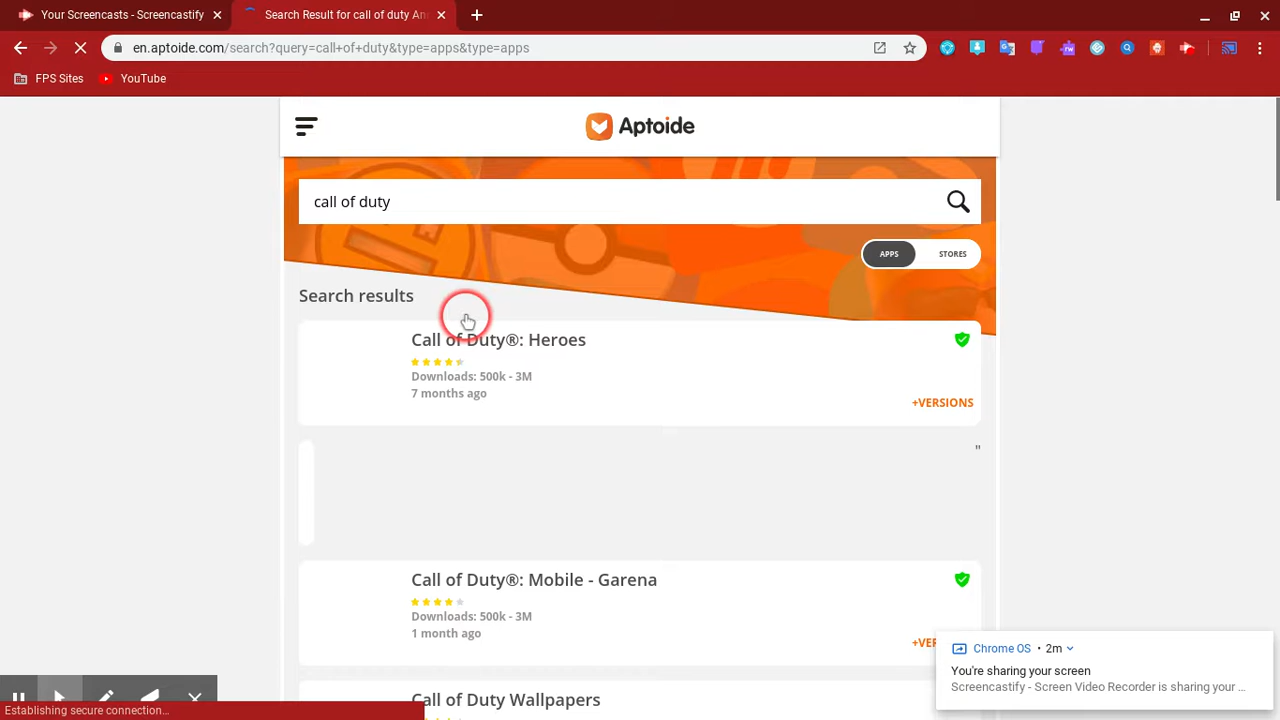 Your Screencasts - Screencastify
Search Result for call of duty An
en.aptoide.com/search?query=call+of+duty&type=apps&type=apps
FPS Sites
YouTube
Aptoide
call of duty
APPS
STORES
Search results
Call of Duty®: Heroes
Downloads: 500k - 3M
7 months ago
+VERSIONS
"
Call of Duty®: Mobile - Garena
Downloads: 500k - 3M
1 month ago
+VER
Call of Duty Wallpapers
Chrome OS • 2m
You're sharing your screen
Screencastify - Screen Video Recorder is sharing your ...
Establishing secure connection...